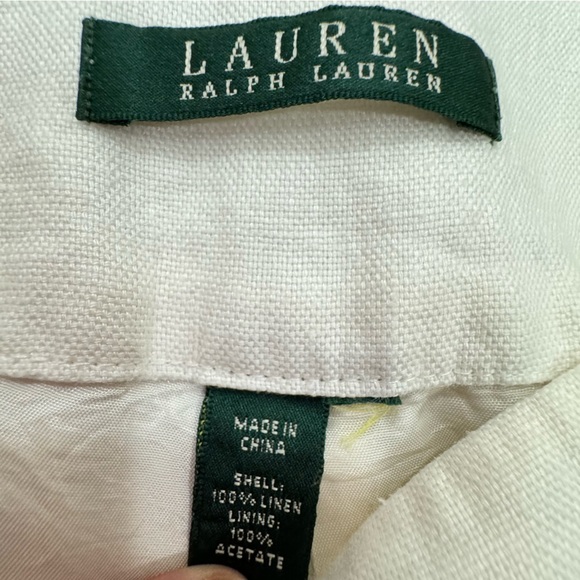 LAUREN
RALPH LAUREN
MADE IN
CHINA
SHELL:
100% LINEN
LINING:
100%
ACETATE